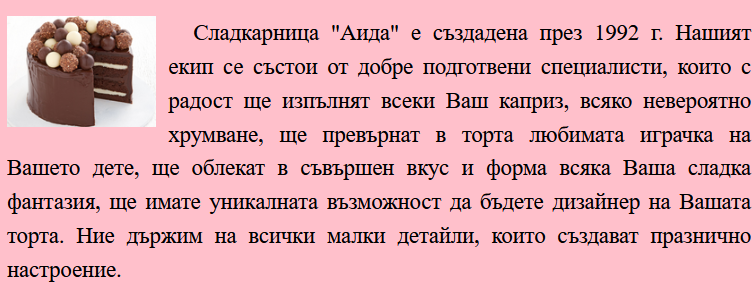 Сладкарница "Аида" е създадена през 1992 г. Нашият
екип се състои от добре подготвени специалисти, които с
радост ще изпълнят всеки Ваш каприз, всяко невероятно
хрумване, ще превърнат в торта любимата играчка на
Вашето дете, ще облекат в съвършен вкус и форма всяка Ваша сладка
фантазия, ще имате уникалната възможност да бъдете дизайнер на Вашата
торта. Ние държим на всички малки детайли, които създават празнично
настроение.